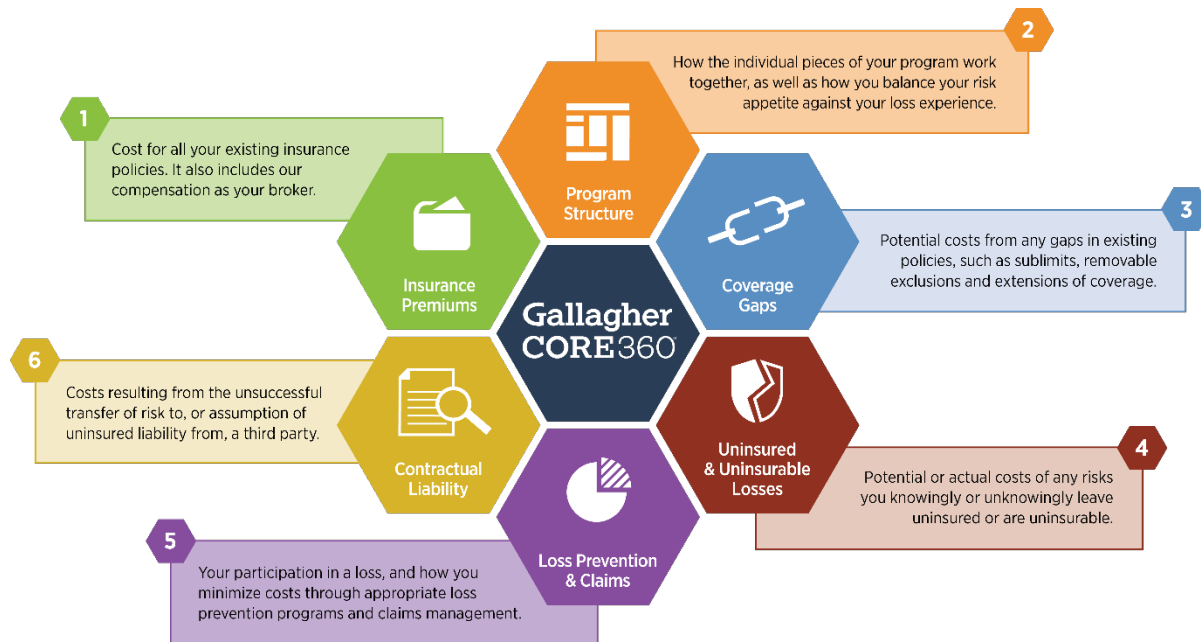 1
Cost for all your existing insurance
policies. It also includes our
compensation as your broker.
Insurance
Premiums
2
How the individual pieces of your program work
together, as well as how you balance your risk
appetite against your loss experience.
Program
Structure
3
Potential costs from any gaps in existing
policies, such as sublimits, removable
exclusions and extensions of coverage.
Coverage
Gaps
Gallagher
CORE360
4
Potential or actual costs of any risks
you knowingly or unknowingly leave
uninsured or are uninsurable.
Uninsured
& Uninsurable
Losses
5
Your participation in a loss, and how you
minimize costs through appropriate loss
prevention programs and claims management.
Loss Prevention
& Claims
6
Costs resulting from the unsuccessful
transfer of risk to, or assumption of
uninsured liability from, a third party.
Contractual
Liability